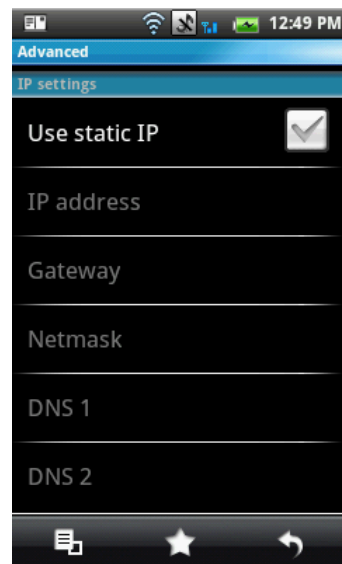 12:49 PM
Advanced
IP settings
Use static IP
IP address
Gateway
Netmask
DNS 1
DNS 2